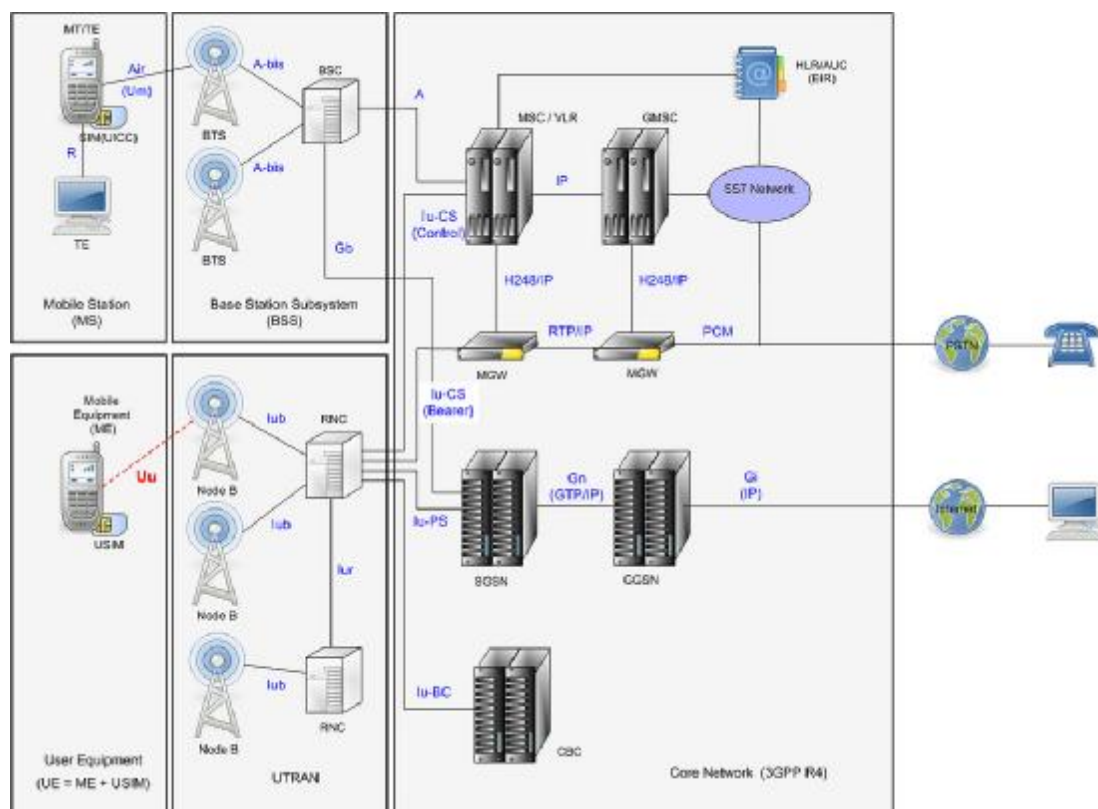 MT/TE
Air
(Um)
SIM(UICC)
R
TE
Mobile Station
(MS)
A-bis
BTS
A-bis
BTS
BSC
Gb
Base Station Subsystem
(BSS)
A
MSC / VLR
GMSC
HLR/AUC
(EIR)
IP
SS7 Network
Iu-CS
(Control)
H248/IP
H248/IP
RTP/IP
PCM
MGW
MGW
PSTN
Iu-CS
(Bearer)
Mobile
Equipment
(ME)
Uu
USIM
User Equipment
(UE = ME + USIM)
Iub
Node B
RNC
Iub
Node B
Iur
Iub
Node B
RNC
UTRAN
Iu-PS
Gn
(GTP/IP)
Gi
(IP)
SGSN
GGSN
Internet
Iu-BC
CBC
Core Network (3GPP R4)